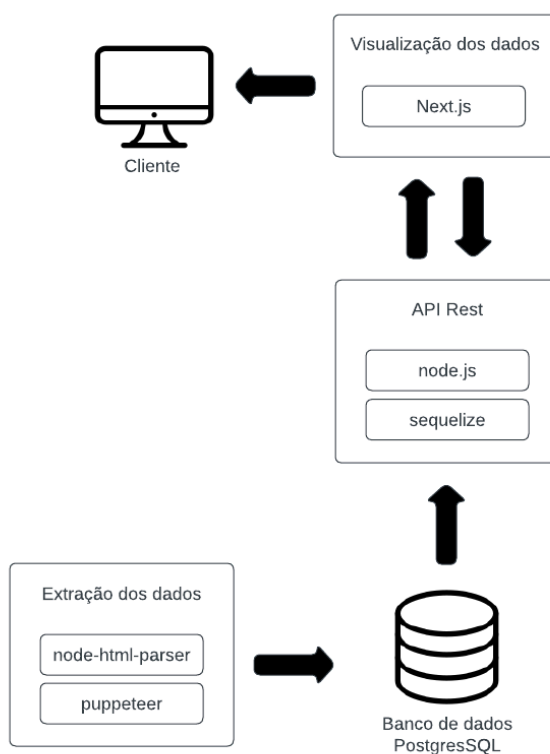 Visualização dos dados
Next.js
Cliente
API Rest
node.js
sequelize
Extração dos dados
node-html-parser
puppeteer
Banco de dados
PostgresSQL